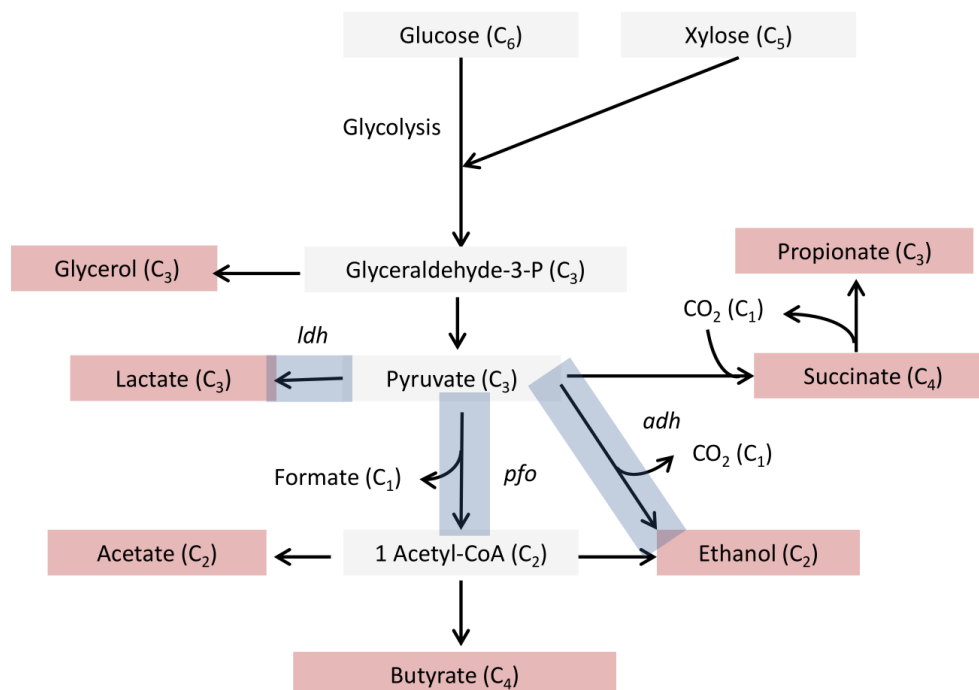 Glucose (C₆)
Xylose (C₅)
Glycolysis
Propionate (C₃)
Glycerol (C₃)
Glyceraldehyde-3-P (C₃)
CO₂ (C₁)
ldh
Lactate (C₃)
Pyruvate (C₃)
Succinate (C₄)
adh
CO₂ (C₁)
Formate (C₁)
pfo
Acetate (C₂)
1 Acetyl-CoA (C₂)
Ethanol (C₂)
Butyrate (C₄)